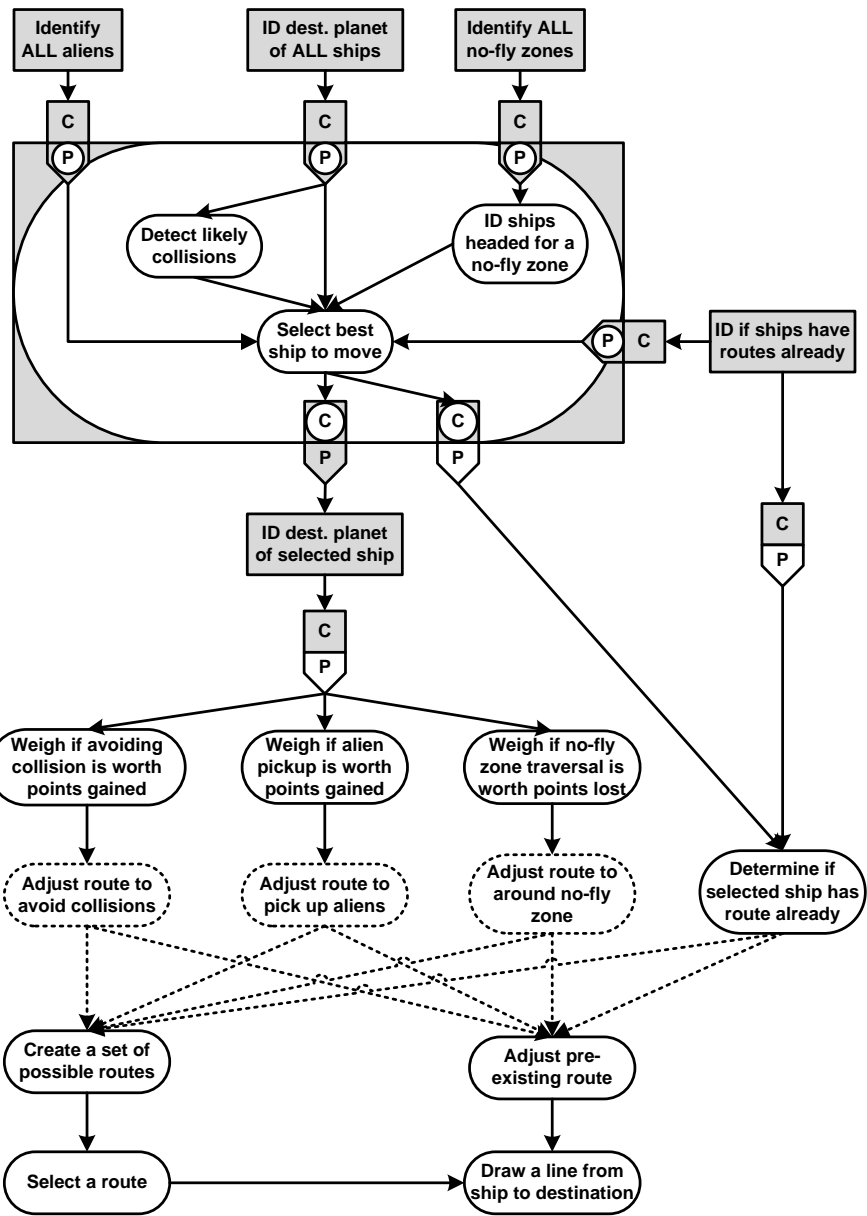 Identify
ALL aliens
ID dest. planet
of ALL ships
Identify ALL
no-fly zones
C
C
C
P
P
P
Detect likely
collisions
ID ships
headed for a
no-fly zone
Select best
ship to move
P
C
ID if ships have
routes already
C
C
P
P
C
P
ID dest. planet
of selected ship
C
P
Weigh if avoiding
collision is worth
points gained
Weigh if alien
pickup is worth
points gained
Weigh if no-fly
zone traversal is
worth points lost
Adjust route to
avoid collisions
Adjust route to
pick up aliens
Adjust route to
around no-fly
zone
Determine if
selected ship has
route already
Create a set of
possible routes
Adjust pre-
existing route
Select a route
Draw a line from
ship to destination